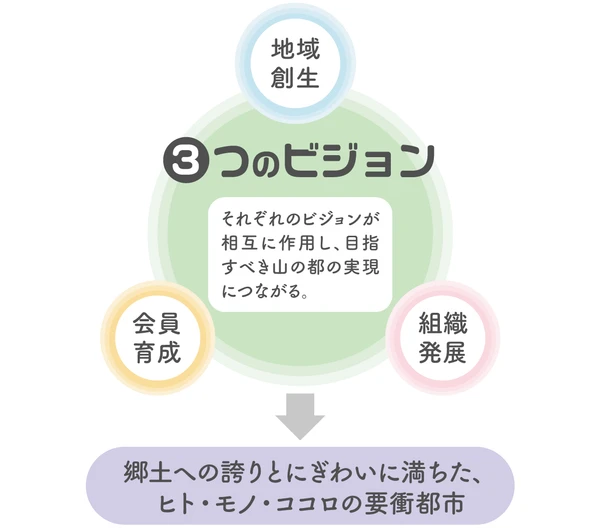 地域
創生
3つのビジョン
それぞれのビジョンが
相互に作用し、目指
すべき山の都の実現
につながる。
会員
育成
組織
発展
郷土への誇りとにぎわいに満ちた、
ヒト・モノ・ココロの要衝都市